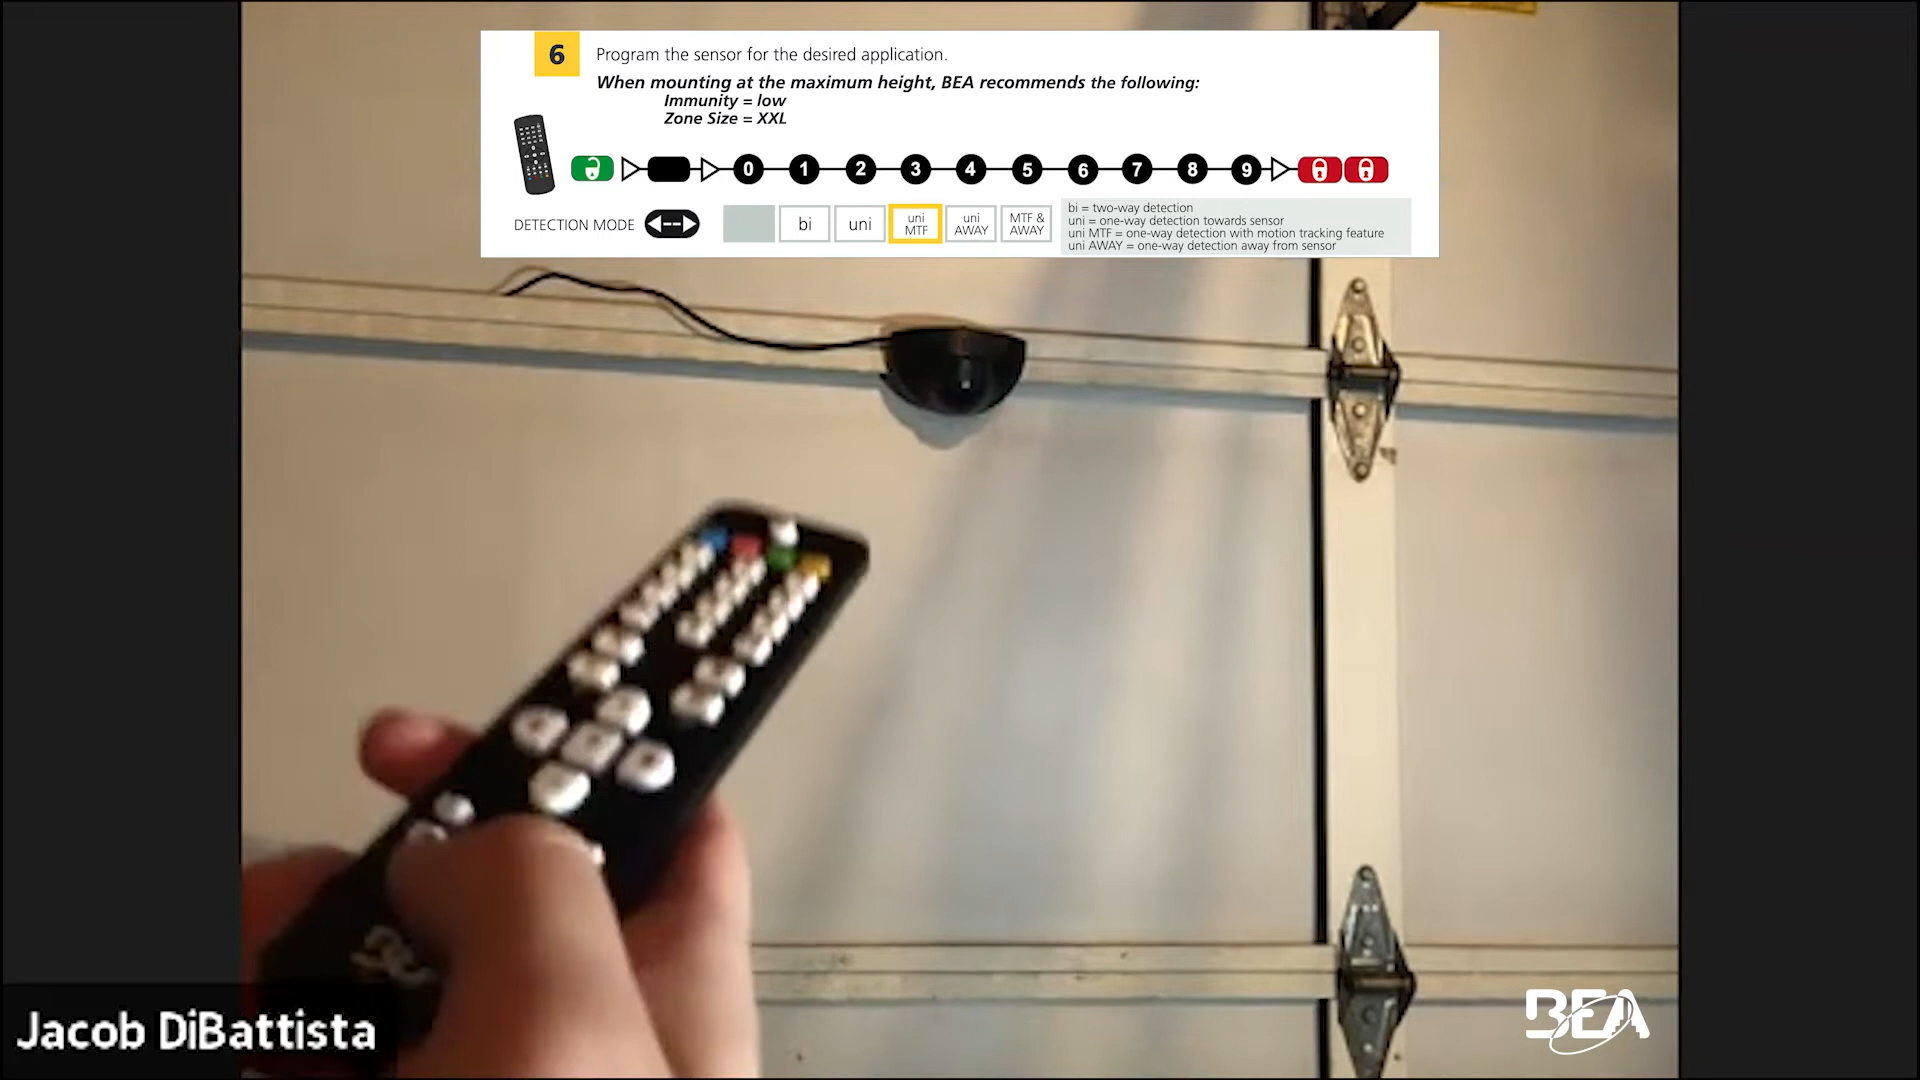 6
Program the sensor for the desired application.
When mounting at the maximum height, BEA recommends the following:
Immunity = low
Zone Size = XXL
0 1 2 3 4 5 6 7 8 9
DETECTION MODE
bi
uni
uni
MTF
uni
AWAY
MTF &
AWAY
bi = two-way detection
uni = one-way detection towards sensor
uni MTF = one-way detection with motion tracking feature
uni AWAY = one-way detection away from sensor
Jacob DiBattista
BEA